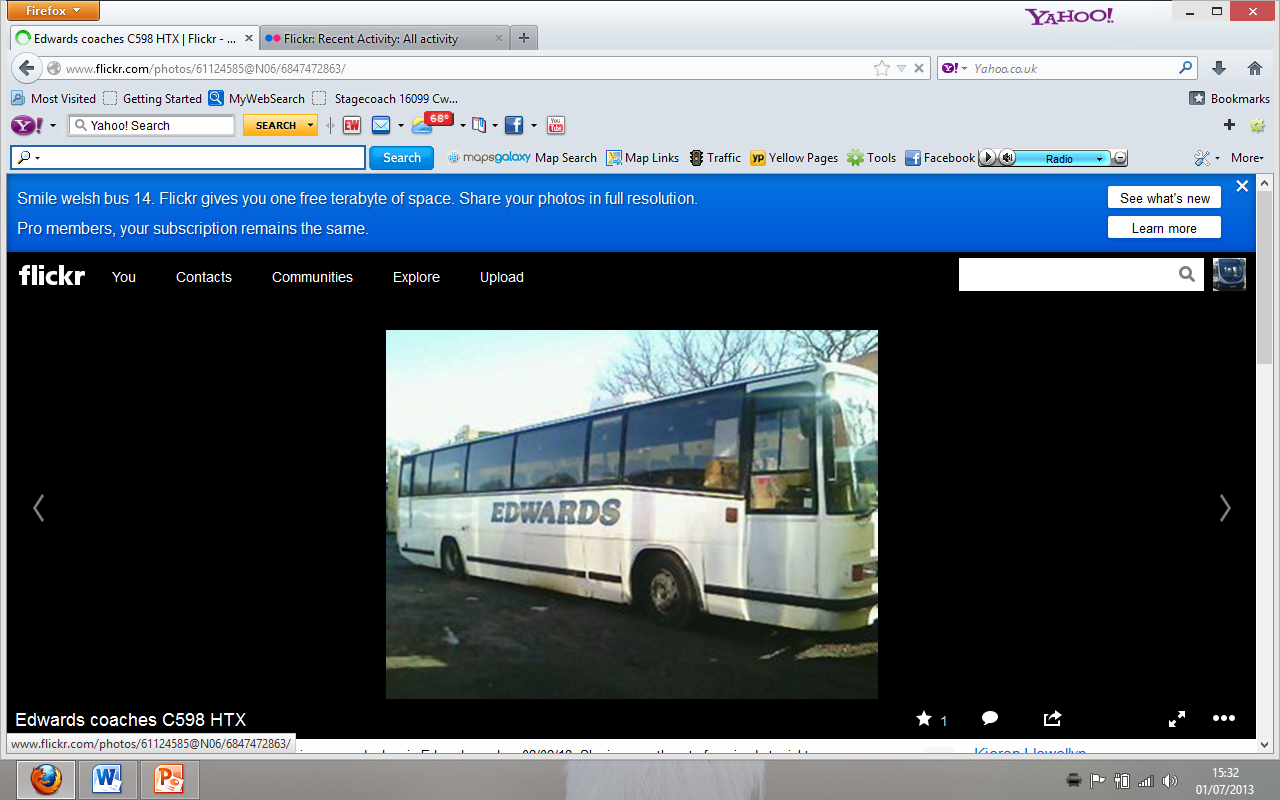 Firefox
YAHOO!
Edwards coaches C598 HTX | Flickr - ...
Flickr: Recent Activity: All activity
www.flickr.com/photos/61124585@N06/6847472863/
Yahoo.co.uk
Most Visited
Getting Started
MyWebSearch
Stagecoach 16099 Cw...
Bookmarks
Y!
Yahoo! Search
SEARCH
EW
68°
You Tube
Search
mapsgalaxy
Map Search
Map Links
Traffic
YP Yellow Pages
Tools
Facebook
Radio
More
Smile welsh bus 14. Flickr gives you one free terabyte of space. Share your photos in full resolution.
Pro members, your subscription remains the same.
See what's new
Learn more
flickr
You
Contacts
Communities
Explore
Upload
EDWARDS
Edwards coaches C598 HTX
1
www.flickr.com/photos/61124585@N06/6847472863/
Kieran Llewellyn
15:32
01/07/2013